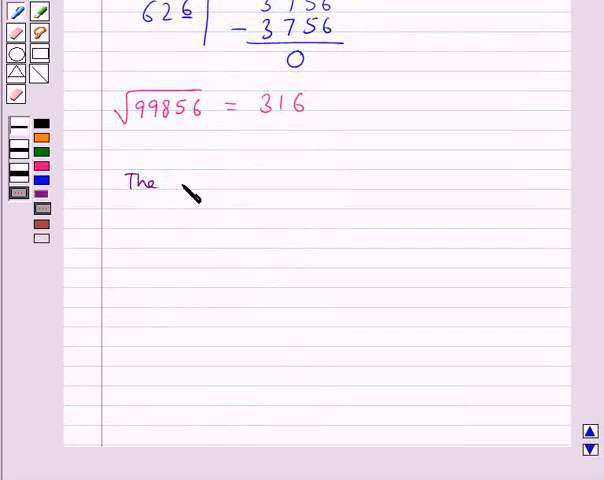 626 | 3756
- 3756
0
√99856 = 316
The